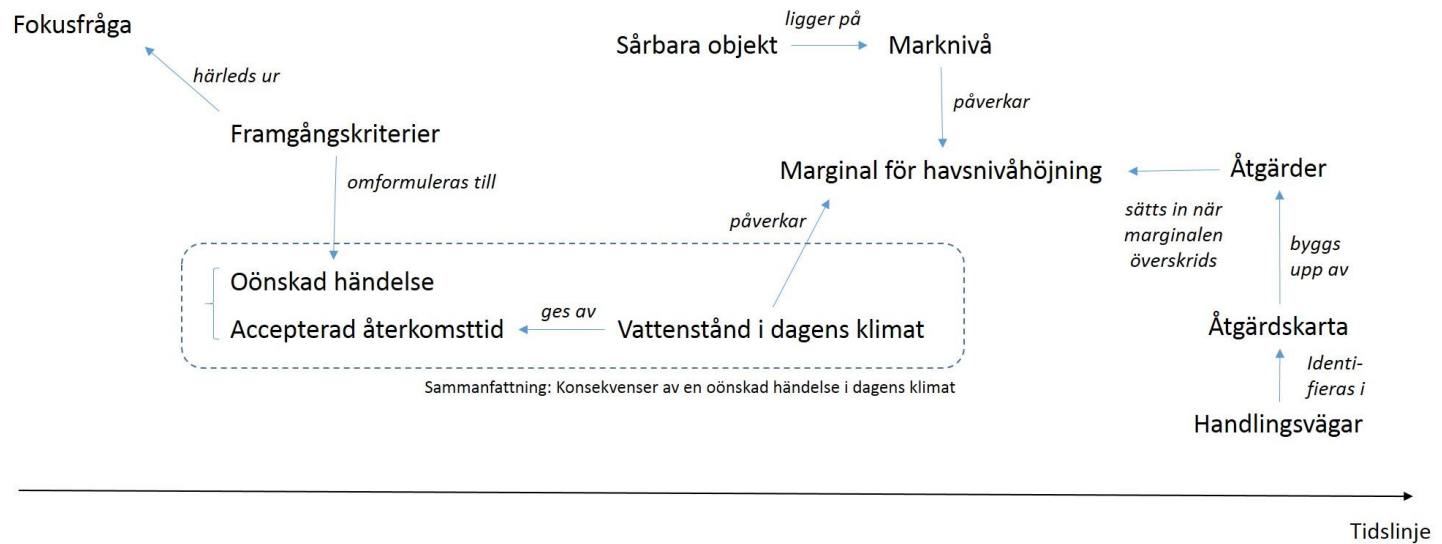 Fokusfråga
härleds ur
Framgångskriterier
omformuleras till
Oönskad händelse
Accepterad återkomsttid
ges av
Vattenstånd i dagens klimat
Sammanfattning: Konsekvenser av en oönskad händelse i dagens klimat
Sårbara objekt
ligger på
Marknivå
påverkar
Marginal för havsnivåhöjning
påverkar
Åtgärder
sätts in när
marginalen
överskrids
byggs
upp av
Åtgärdskarta
Identi-
fieras i
Handlingsvägar
Tidslinje